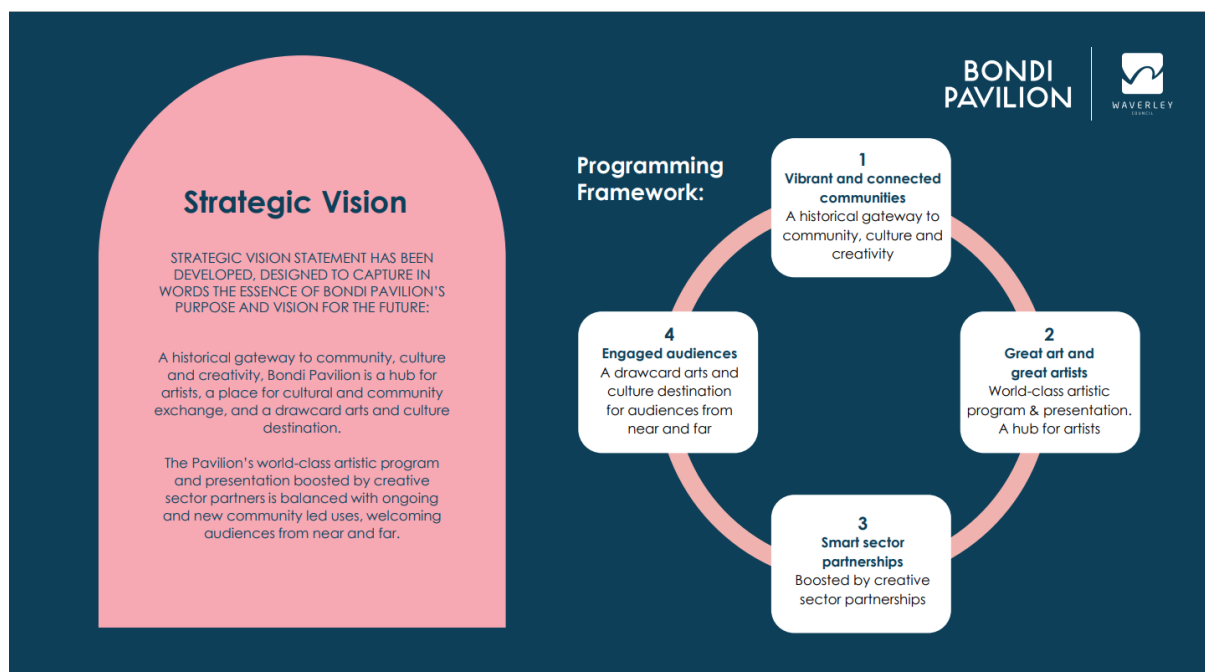 BONDI
PAVILION
WAVERLEY
COUNCIL
Strategic Vision
STRATEGIC VISION STATEMENT HAS BEEN
DEVELOPED, DESIGNED TO CAPTURE IN
WORDS THE ESSENCE OF BONDI PAVILION’S
PURPOSE AND VISION FOR THE FUTURE:
A historical gateway to community, culture
and creativity, Bondi Pavilion is a hub for
artists, a place for cultural and community
exchange, and a drawcard arts and culture
destination.
The Pavilion’s world-class artistic program
and presentation boosted by creative
sector partners is balanced with ongoing
and new community led uses, welcoming
audiences from near and far.
Programming
Framework:
1
Vibrant and connected
communities
A historical gateway to
community, culture and
creativity
2
Great art and
great artists
World-class artistic
program & presentation.
A hub for artists
3
Smart sector
partnerships
Boosted by creative
sector partnerships
4
Engaged audiences
A drawcard arts and
culture destination
for audiences from
near and far